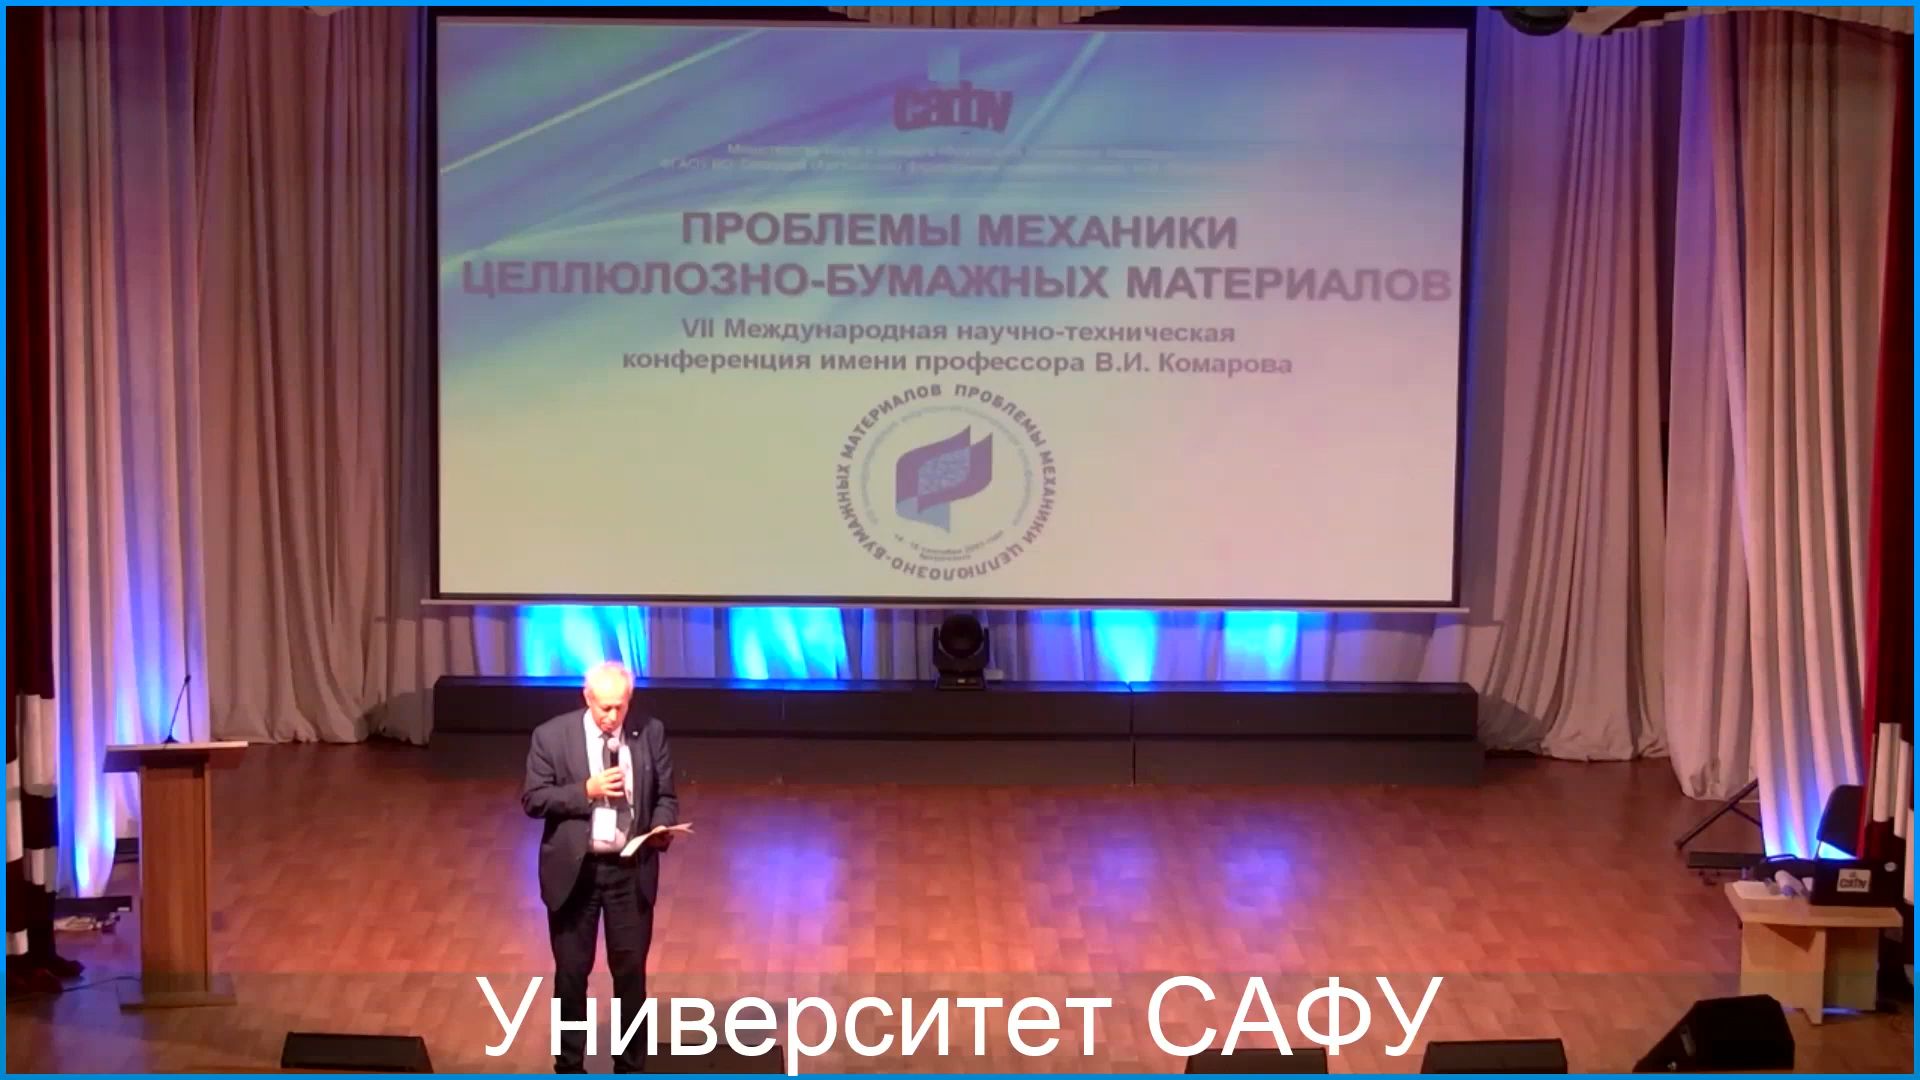 сафу
ПРОБЛЕМЫ МЕХАНИКИ
ЦЕЛЛЮЛОЗНО-БУМАЖНЫХ МАТЕРИАЛОВ
VII Международная научно-техническая
конференция имени профессора В.И. Комарова
ПРОБЛЕМЫ МЕХАНИКИ ЦЕЛЛЮЛОЗНО-БУМАЖНЫХ МАТЕРИАЛОВ
сафу
Университет САФУ